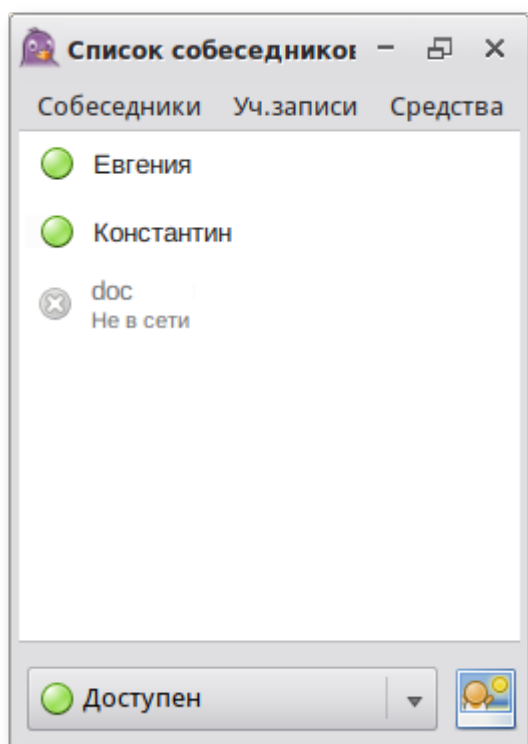 Список собеседников
Собеседники Уч.записи Средства
Евгения
Константин
doc
Не в сети
Доступен